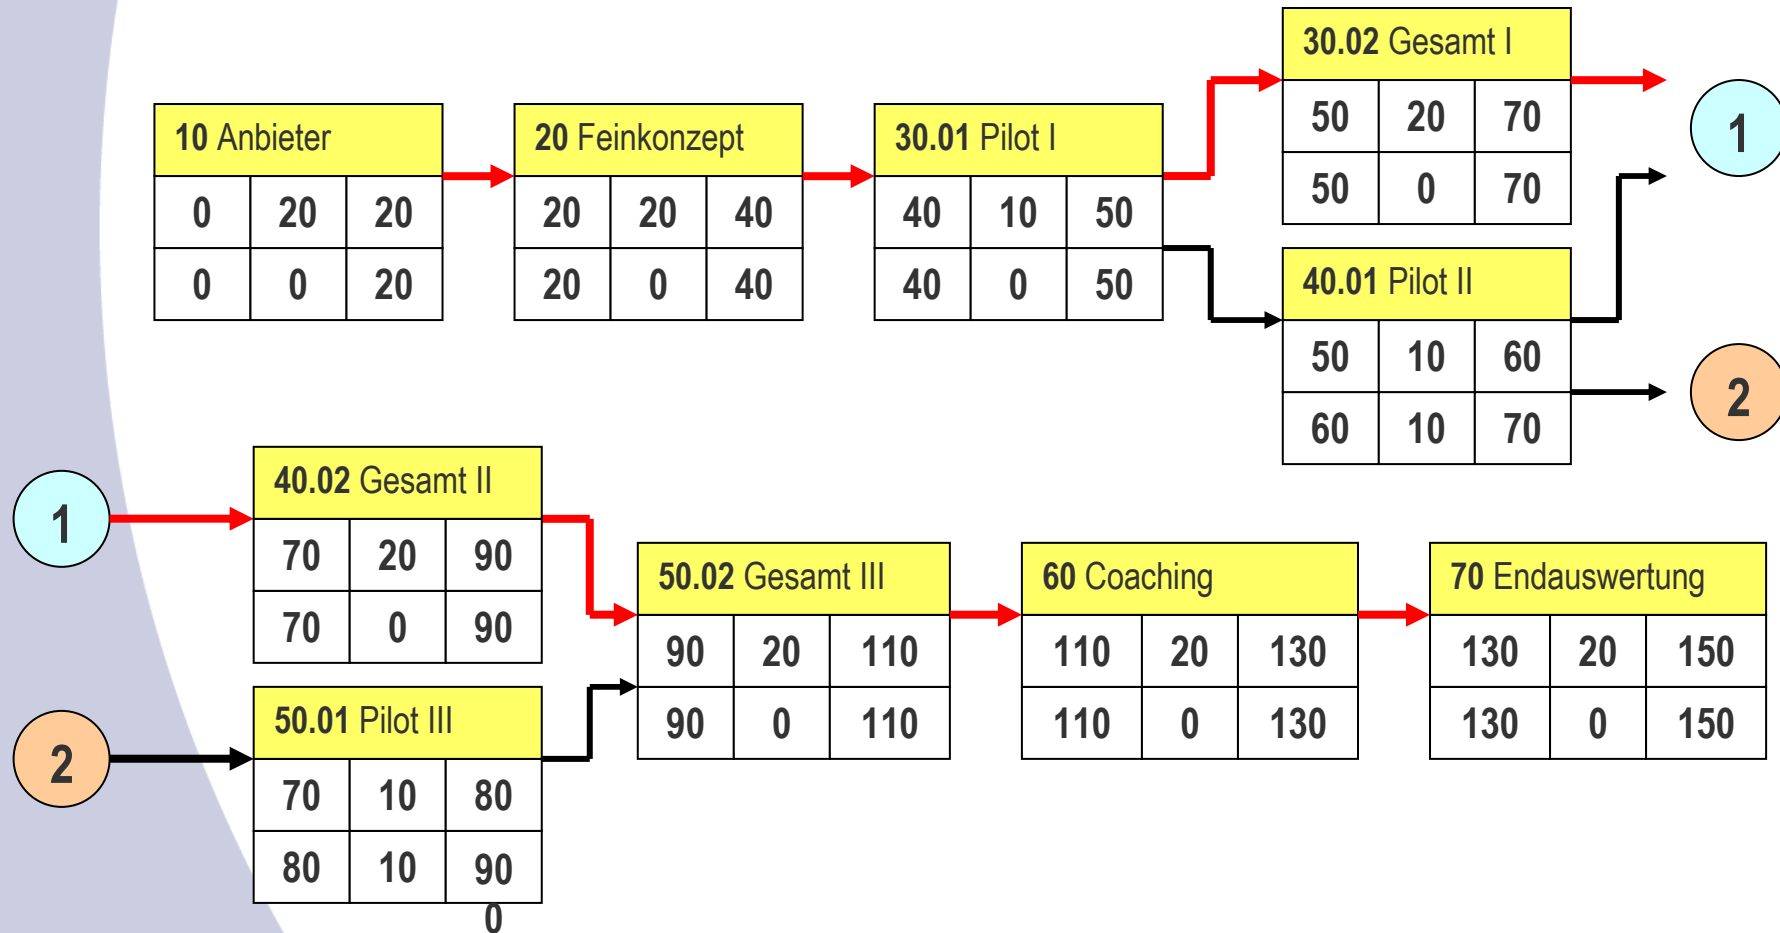 30.02 Gesamt I
50 20 70
50 0 70
1
10 Anbieter
0 20 20
0 0 20
20 Feinkonzept
20 20 40
20 0 40
30.01 Pilot I
40 10 50
40 0 50
40.01 Pilot II
50 10 60
60 10 70
2
1
40.02 Gesamt II
70 20 90
70 0 90
2
50.01 Pilot III
70 10 80
80 10 90
0
50.02 Gesamt III
90 20 110
90 0 110
60 Coaching
110 20 130
110 0 130
70 Endauswertung
130 20 150
130 0 150